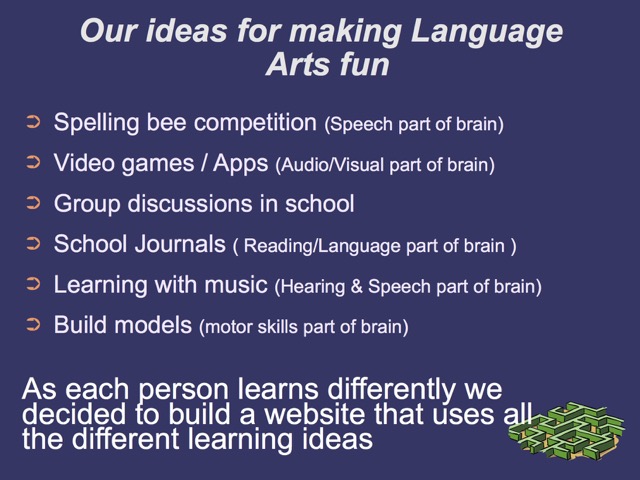 Our ideas for making Language
Arts fun
Spelling bee competition (Speech part of brain)
Video games / Apps (Audio/Visual part of brain)
Group discussions in school
School Journals ( Reading/Language part of brain )
Learning with music (Hearing & Speech part of brain)
Build models (motor skills part of brain)
As each person learns differently we
decided to build a website that uses all
the different learning ideas